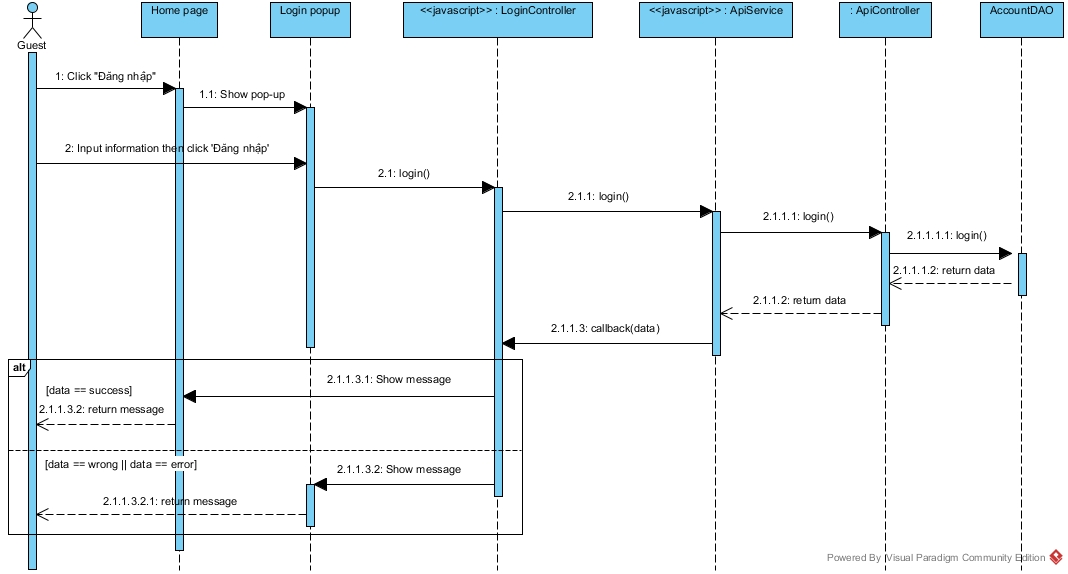 Home page
Login popup
<<javascript>> : LoginController
<<javascript>> : ApiService
: ApiController
AccountDAO
Guest
1: Click "Đăng nhập"
1.1: Show pop-up
2: Input information then click 'Đăng nhập'
2.1: login()
2.1.1: login()
2.1.1.1: login()
2.1.1.1.1: login()
2.1.1.1.2: return data
2.1.1.2: return data
2.1.1.3: callback(data)
alt
2.1.1.3.1: Show message
[data == success]
2.1.1.3.2: return message
[data == wrong || data == error]
2.1.1.3.2: Show message
2.1.1.3.2.1: return message
Powered By Visual Paradigm Community Edition